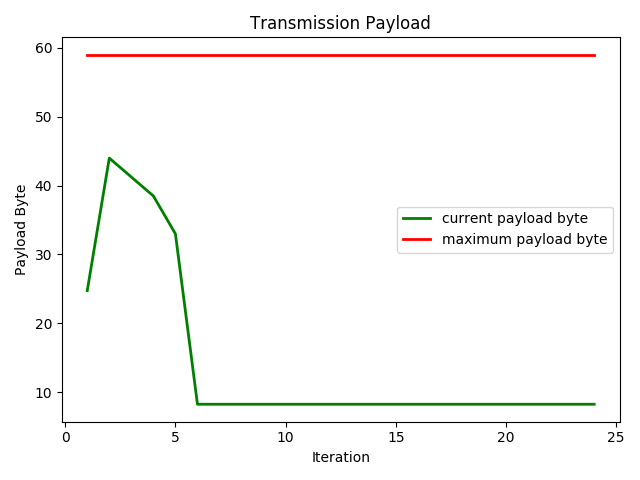 Transmission Payload
60
50
40
30
20
10
Payload Byte
current payload byte
maximum payload byte
0
5
10
15
20
25
Iteration